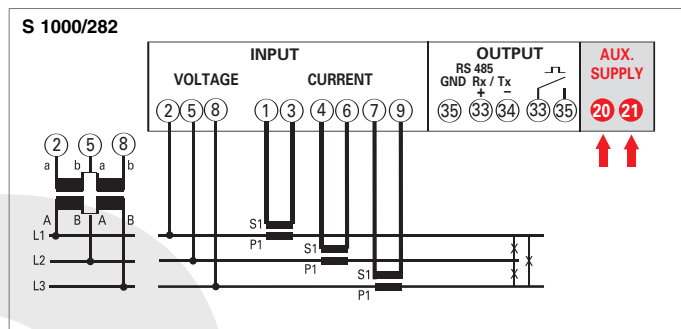 S 1000/282
INPUT
OUTPUT
AUX.
SUPPLY
VOLTAGE
CURRENT
RS 485
GND Rx / Tx
+ −
2 5 8
1 3 4 6 7 9
35 33 34 33 35
20 21
2 5 8
a b a b
A B A B
L1
L2
L3
S1
P1
S1
P1
S1
P1